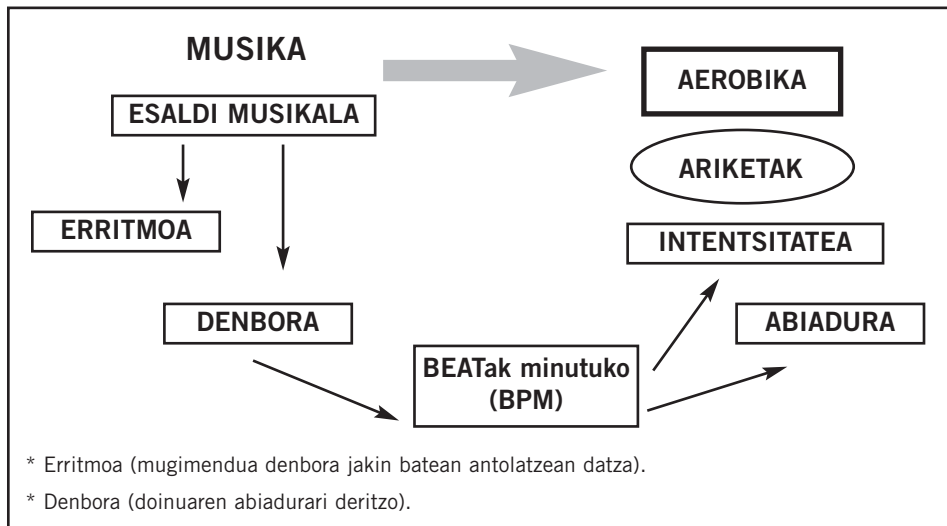 MUSIKA
AEROBIKA
ESALDI MUSIKALA
ARIKETAK
ERRITMOA
INTENTSITATEA
DENBORA
ABIADURA
BEATak minutuko
(BPM)
* Erritmoa (mugimendua denbora jakin batean antolatzean datza).
* Denbora (doinuaren abiadurari deritzo).